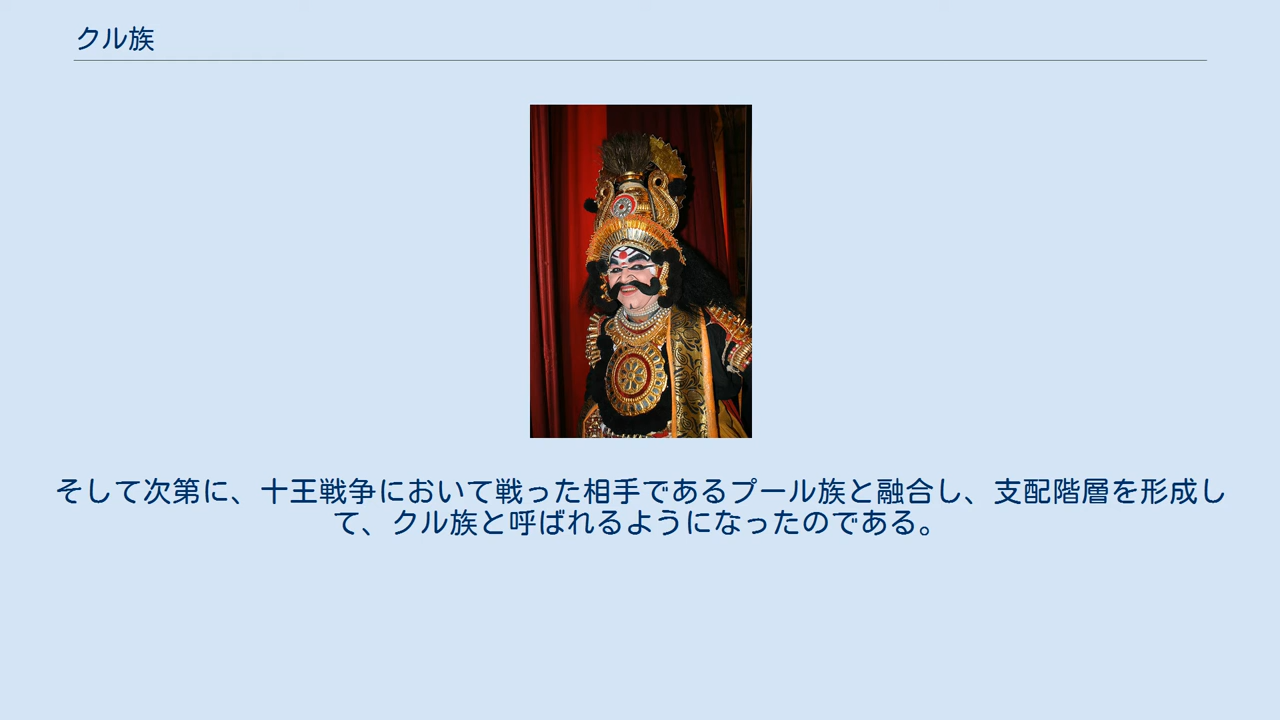 クル族
そして次第に、十王戦争において戦った相手であるプール族と融合し、支配階層を形成し
て、クル族と呼ばれるようになったのである。